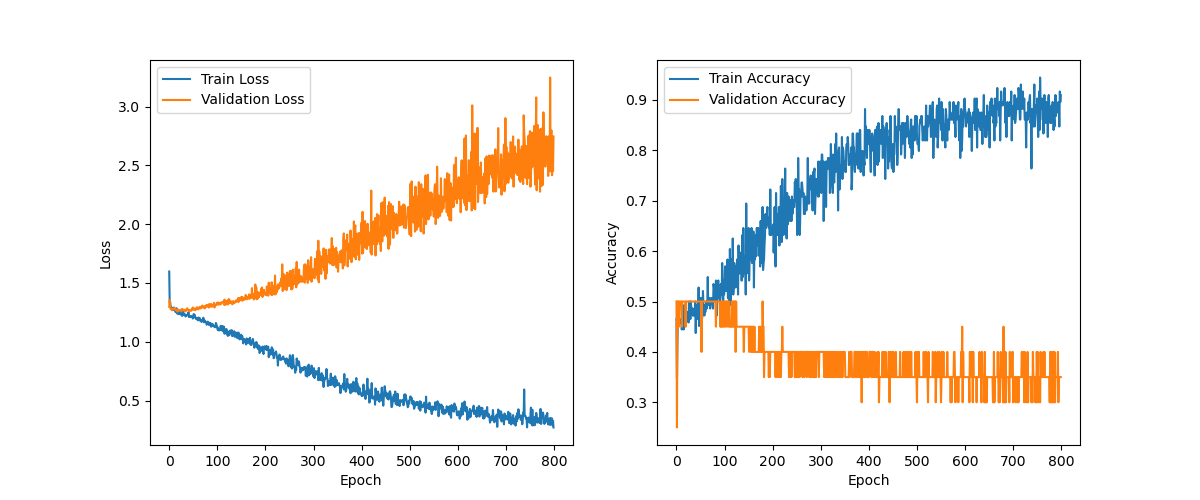 Train Loss
Validation Loss
3.0
2.5
2.0
1.5
1.0
0.5
Loss
0 100 200 300 400 500 600 700 800
Epoch
Train Accuracy
Validation Accuracy
0.9
0.8
0.7
0.6
0.5
0.4
0.3
Accuracy
0 100 200 300 400 500 600 700 800
Epoch